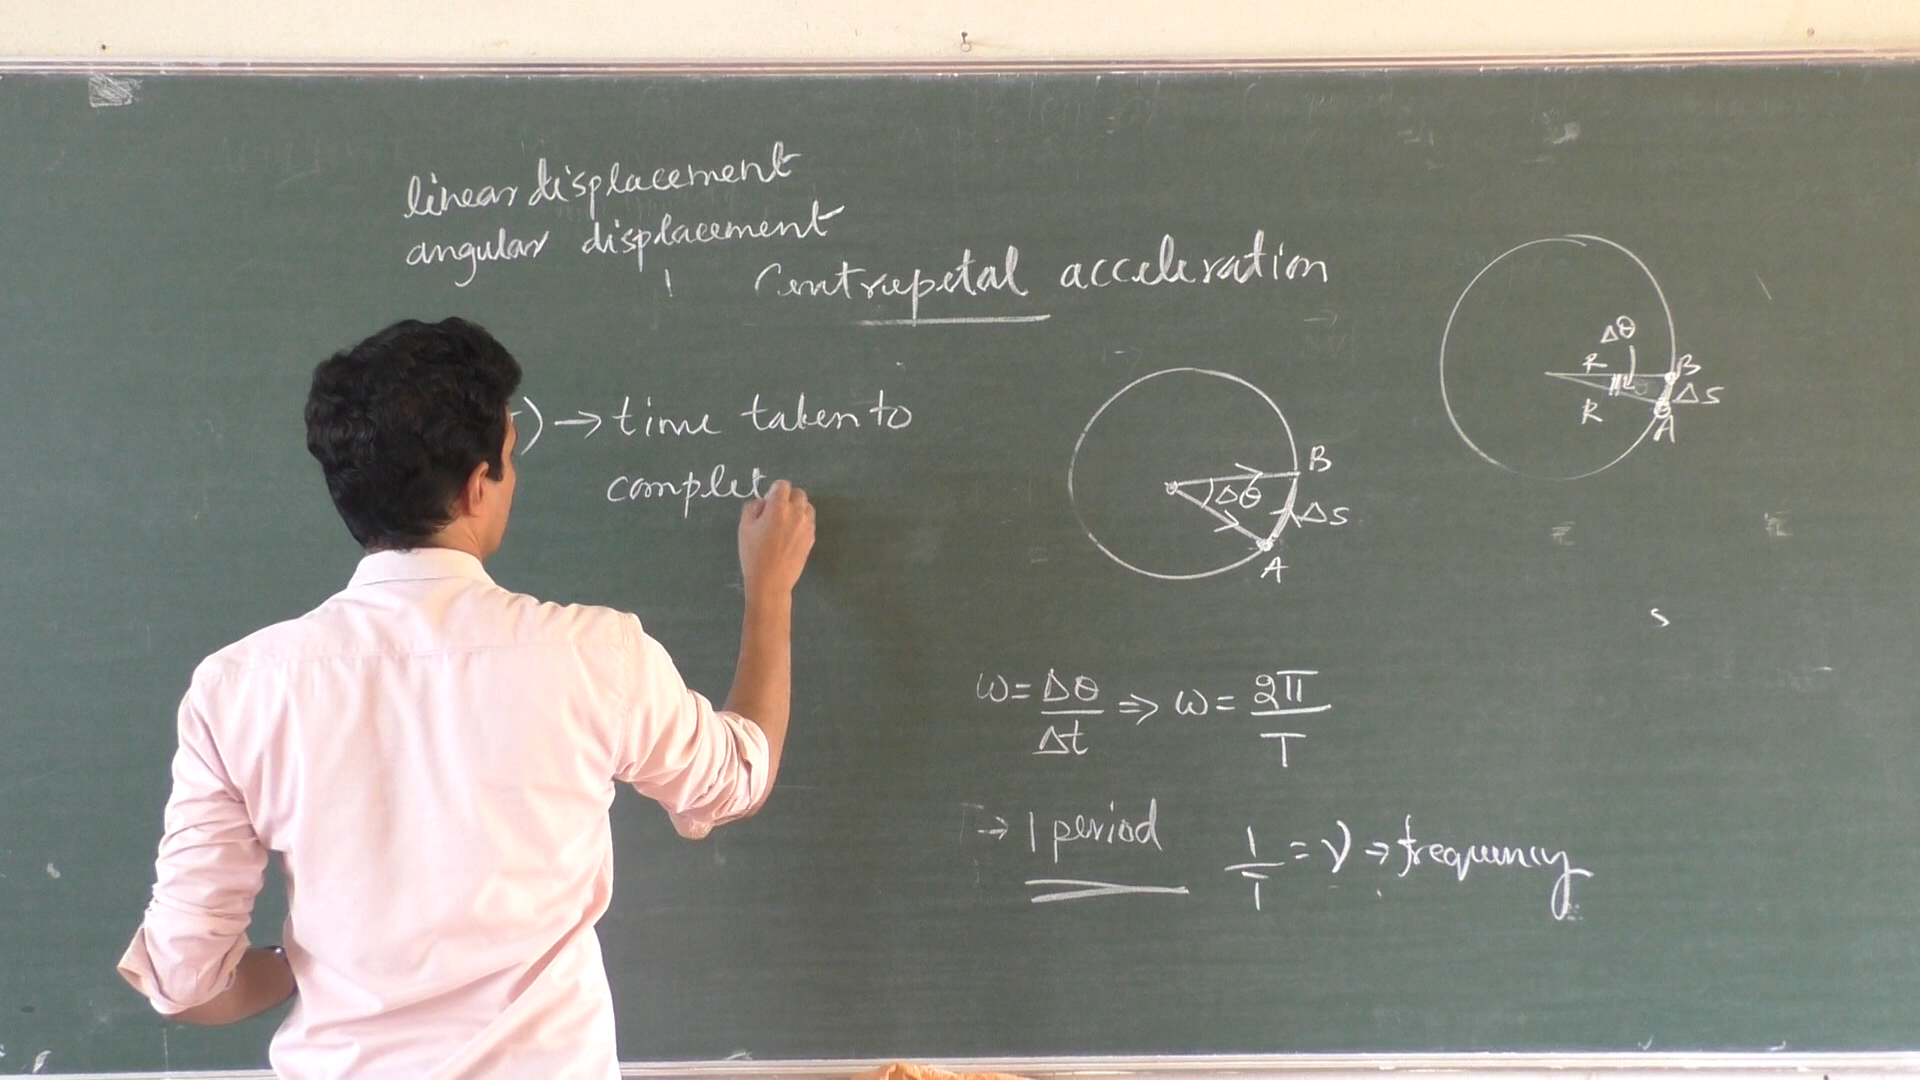 linear displacement
angular displacement
Centripetal acceleration
) → time taken to
complet
B
Δθ
ΔS
A
Δθ
R
B
ΔS
R
A
S
ω = Δθ/Δt ⇒ ω = 2π/T
→ 1 period
1/T = ν → frequency